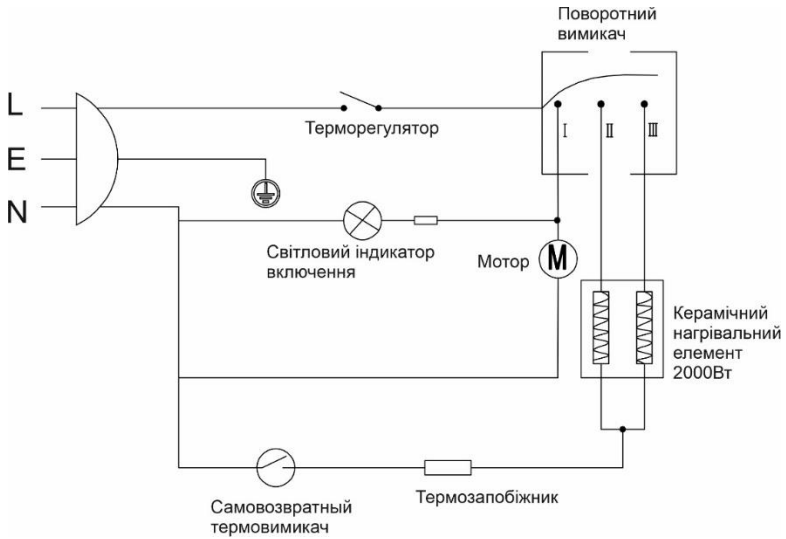 Поворотний
вимикач
L
Терморегулятор
I
II
III
E
N
Світловий індикатор
включення
Мотор
M
Керамічний
нагрівальний
елемент
2000Вт
Самовозвратный
термовимикач
Термозапобіжник